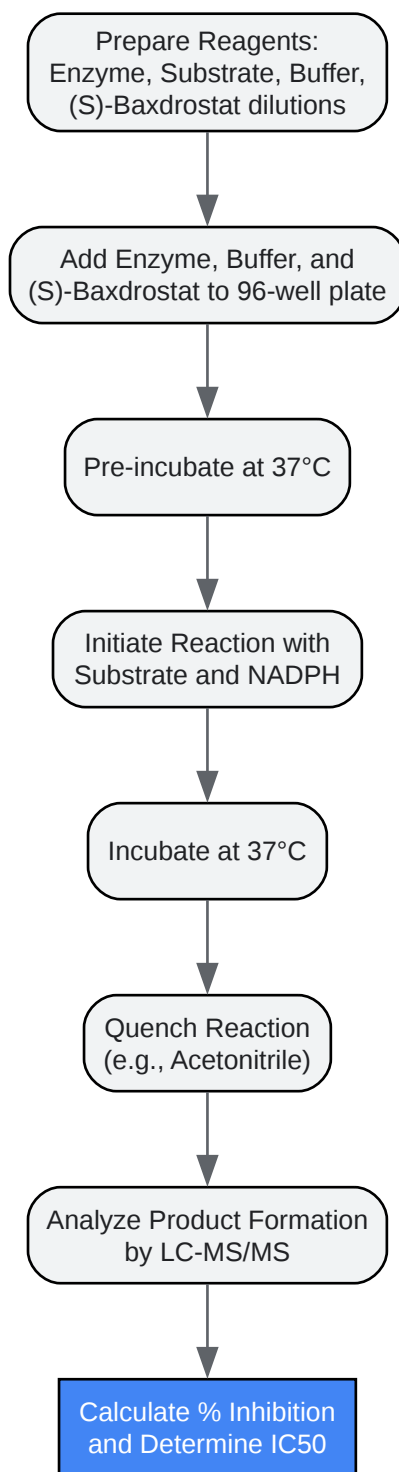 Prepare Reagents:
Enzyme, Substrate, Buffer,
(S)-Baxdrostat dilutions
Add Enzyme, Buffer, and
(S)-Baxdrostat to 96-well plate
Pre-incubate at 37°C
Initiate Reaction with
Substrate and NADPH
Incubate at 37°C
Quench Reaction
(e.g., Acetonitrile)
Analyze Product Formation
by LC-MS/MS
Calculate % Inhibition
and Determine IC50